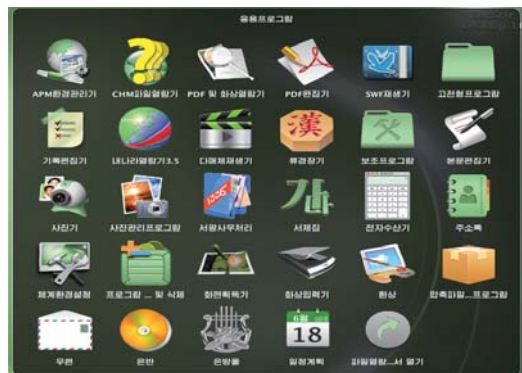 응용프로그람
APM환경관리기 CHM파일열람기 PDF 및 화상열람기 PDF편집기 SWF재생기 고전형프로그람
기록편집기 내나라열람기3.5 다매체재생기 류경장기 보조프로그람 본문편집기
사진기 사진관리프로그람 서광사무처리 서체집 전자수산기 주소록
체계환경설정 프로그람 ... 및 삭제 화면획득기 화상입력기 환상 압축파일...프로그람
6월
18
우편 은반 은방울 일정계획 파일열람...서 열기